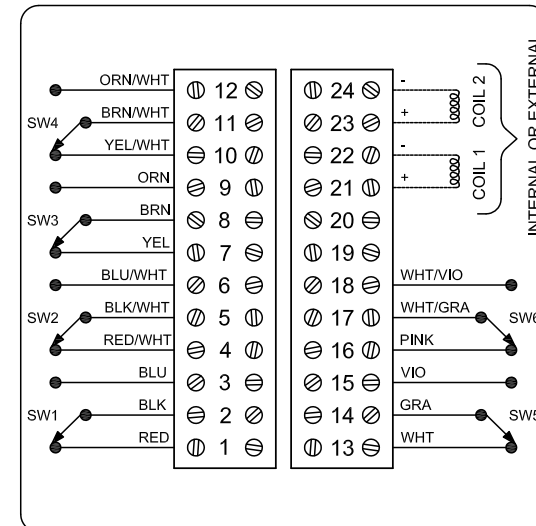 ORN/WHT 12 24 -
SW4 BRN/WHT 11 23 + COIL 2
YEL/WHT 10 22 -
ORN 9 21 + COIL 1
INTERNAL OR EXTERNAL
SW3 BRN 8 20
YEL 7 19
BLU/WHT 6 18 WHT/VIO
SW2 BLK/WHT 5 17 WHT/GRA SW6
RED/WHT 4 16 PINK
BLU 3 15 VIO
SW1 BLK 2 14 GRA SW5
RED 1 13 WHT